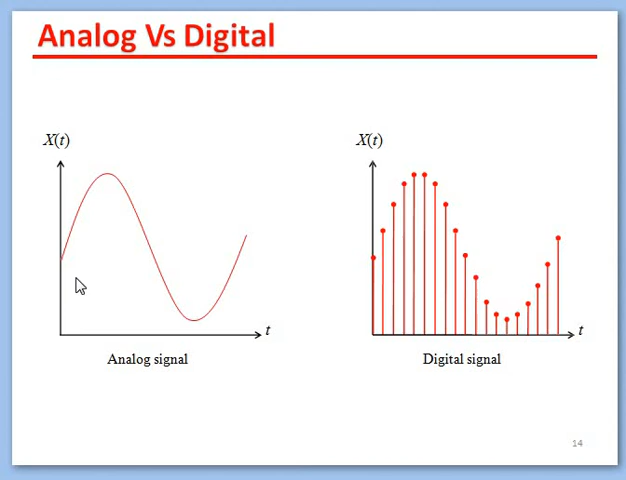 Analog Vs Digital
X(t)
X(t)
t
t
Analog signal
Digital signal
14